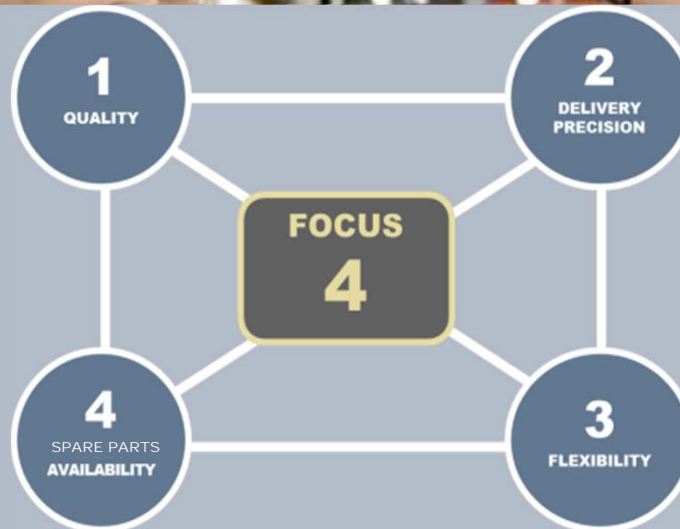 1
QUALITY
2
DELIVERY
PRECISION
FOCUS
4
4
SPARE PARTS
AVAILABILITY
3
FLEXIBILITY